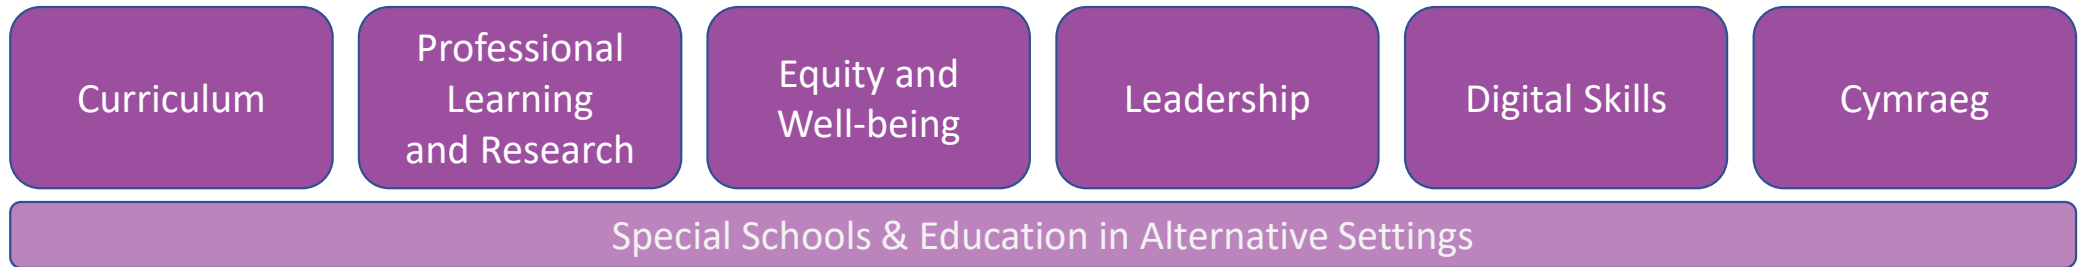 Curriculum
Professional
Learning
and Research
Equity and
Well-being
Leadership
Digital Skills
Cymraeg
Special Schools & Education in Alternative Settings